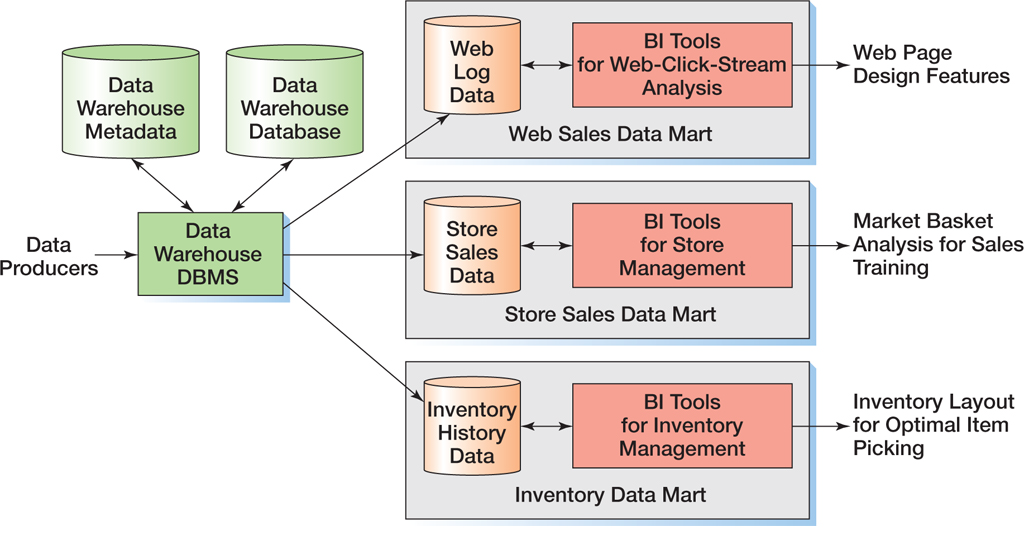 Data
Warehouse
Metadata
Data
Warehouse
Database
Data
Producers
Data
Warehouse
DBMS
Web
Log
Data
BI Tools
for Web-Click-Stream
Analysis
Web Sales Data Mart
Web Page
Design Features
Store
Sales
Data
BI Tools
for Store
Management
Store Sales Data Mart
Market Basket
Analysis for Sales
Training
Inventory
History
Data
BI Tools
for Inventory
Management
Inventory Data Mart
Inventory Layout
for Optimal Item
Picking